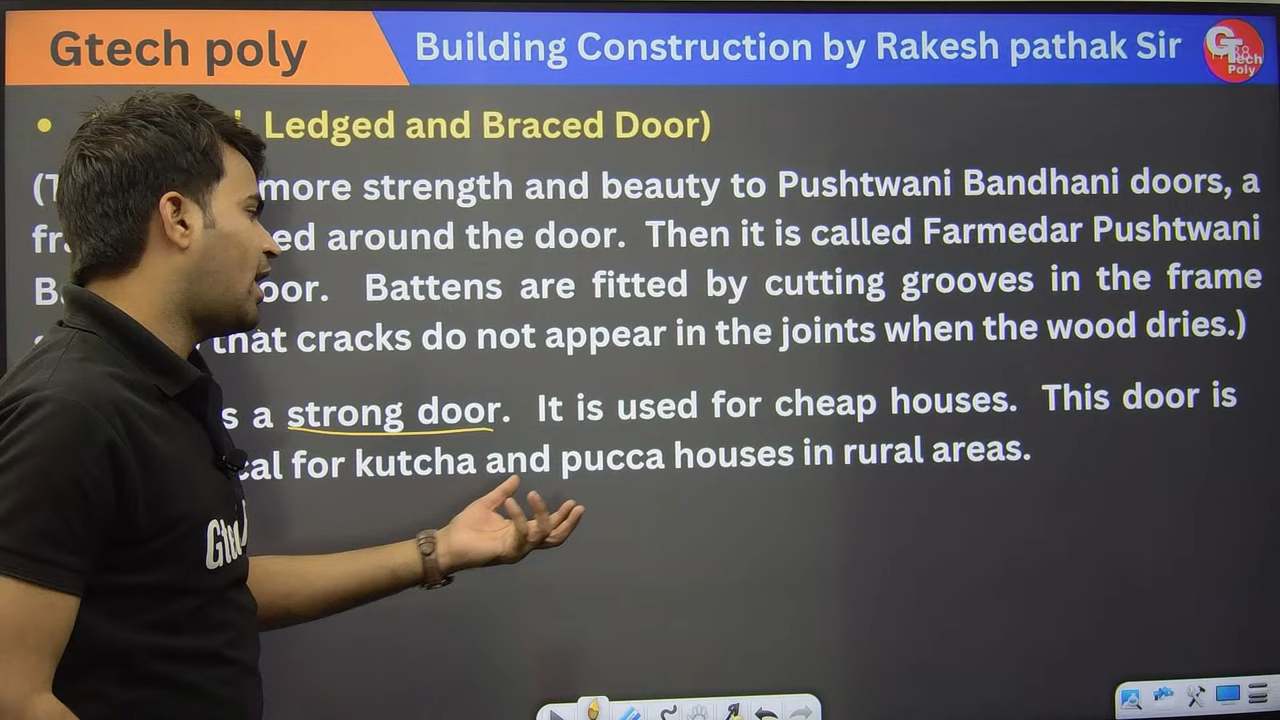 Gtech poly
Building Construction by Rakesh pathak Sir
GT
Tech
Poly
• Ledged and Braced Door)
more strength and beauty to Pushtwani Bandhani doors, a
around the door. Then it is called Farmedar Pushtwani
Battens are fitted by cutting grooves in the frame
that cracks do not appear in the joints when the wood dries.)
a strong door. It is used for cheap houses. This door is
for kutcha and pucca houses in rural areas.